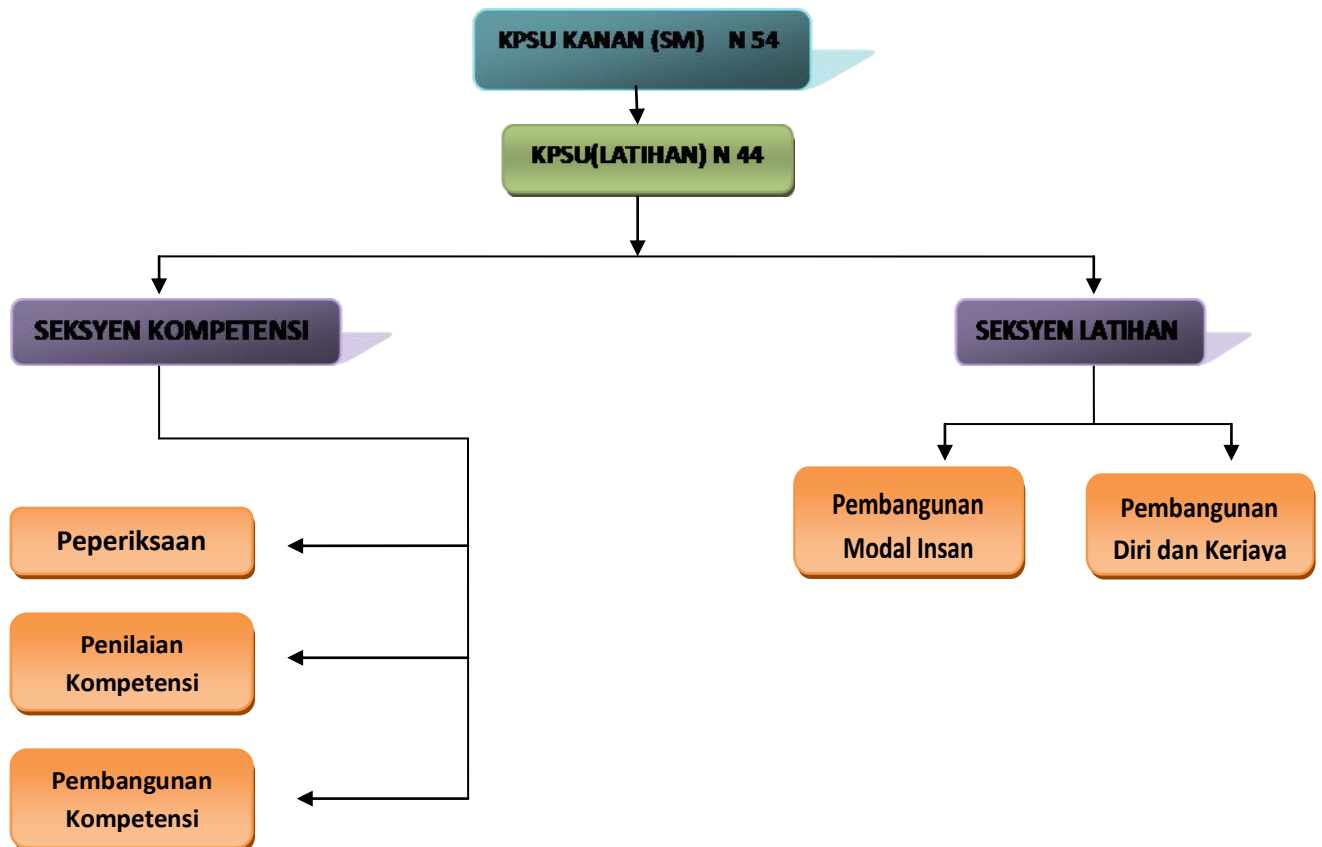 KPSU KANAN (SM) N 54
KPSU(LATIHAN) N 44
SEKSYEN KOMPETENSI
SEKSYEN LATIHAN
Pembangunan
Modal Insan
Pembangunan
Diri dan Kerjaya
Peperiksaan
Penilaian
Kompetensi
Pembangunan
Kompetensi